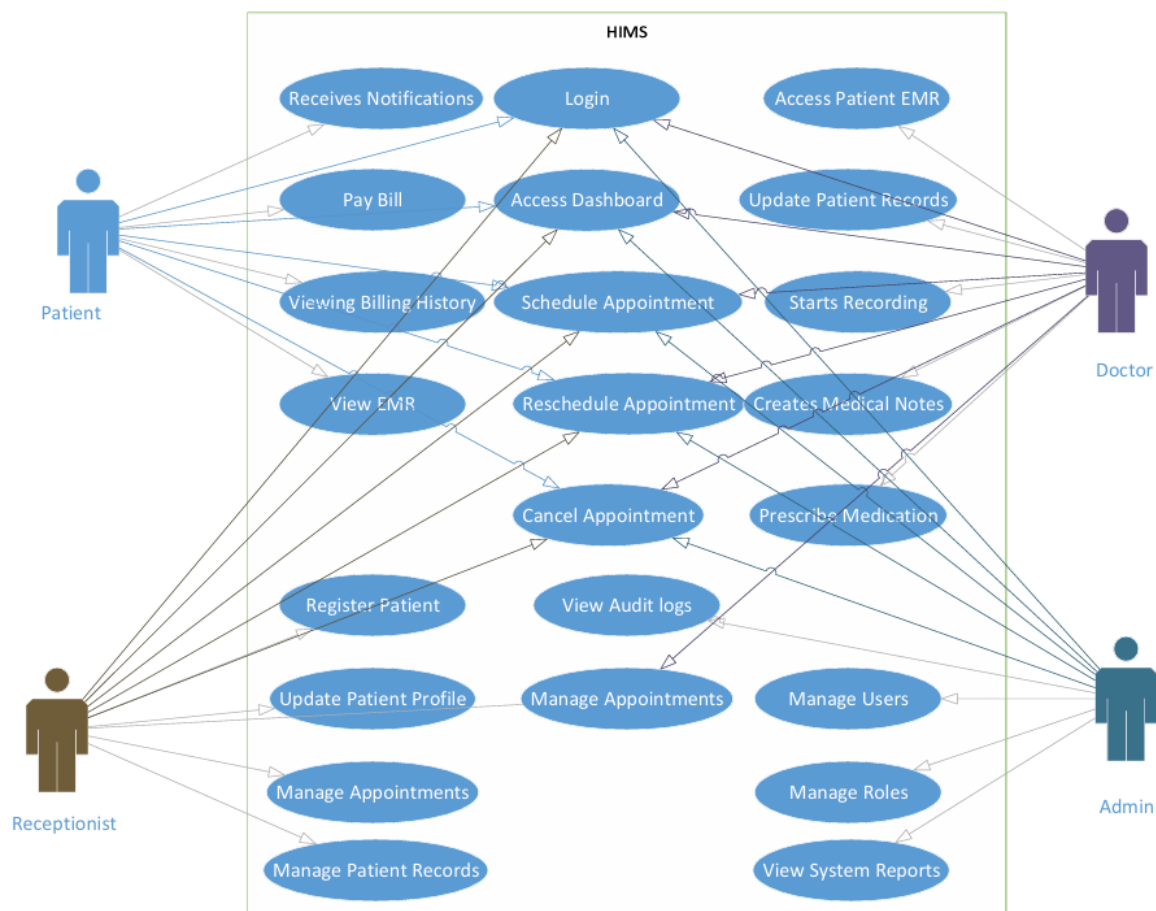 HIMS
Receives Notifications
Login
Access Patient EMR
Pay Bill
Access Dashboard
Update Patient Records
Patient
Viewing Billing History
Schedule Appointment
Starts Recording
Doctor
View EMR
Reschedule Appointment
Creates Medical Notes
Cancel Appointment
Prescribe Medication
Register Patient
View Audit logs
Update Patient Profile
Manage Appointments
Manage Users
Manage Appointments
Manage Roles
Receptionist
Admin
Manage Patient Records
View System Reports